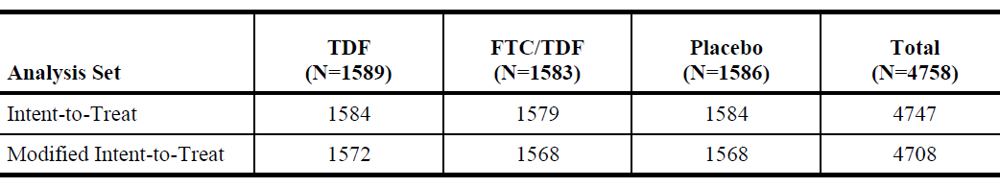 Analysis Set TDF (N=1589) FTC/TDF (N=1583) Placebo (N=1586) Total (N=4758)
Intent-to-Treat 1584 1579 1584 4747
Modified Intent-to-Treat 1572 1568 1568 4708